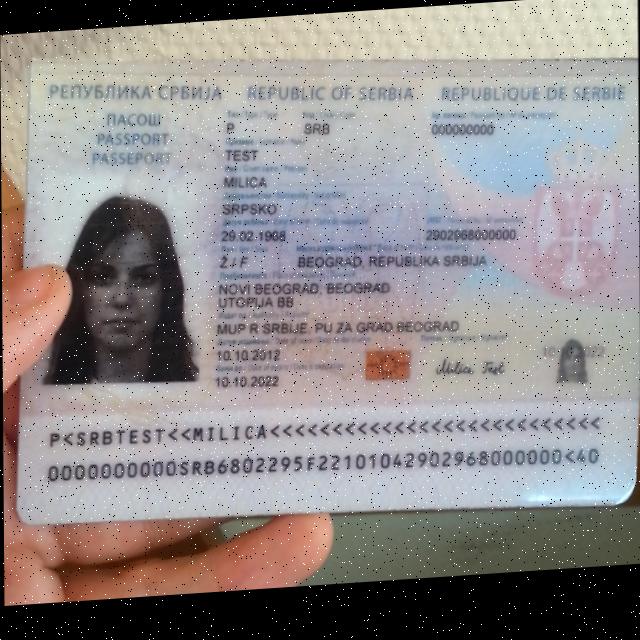 РЕПУБЛИКА СРБИЈА REPUBLIC OF SERBIA REPUBLIQUE DE SERBIE
ПАСОШ
PASSPORT
PASSEPORT
P SRB 000000000
TEST
MILICA
SRPSKO
29.02.1968 2902968000000
Ž / F BEOGRAD, REPUBLIKA SRBIJA
NOVI BEOGRAD, BEOGRAD
UTOPIJA BB
MUP R SRBIJE, PU ZA GRAD BEOGRAD
10.10.2012
10.10.2022
Milica Test
P<SRBTEST<<MILICA<<<<<<<<<<<<<<<<<<<<<<<<<<<
0000000000SRB6802295F22101042902968000000<40